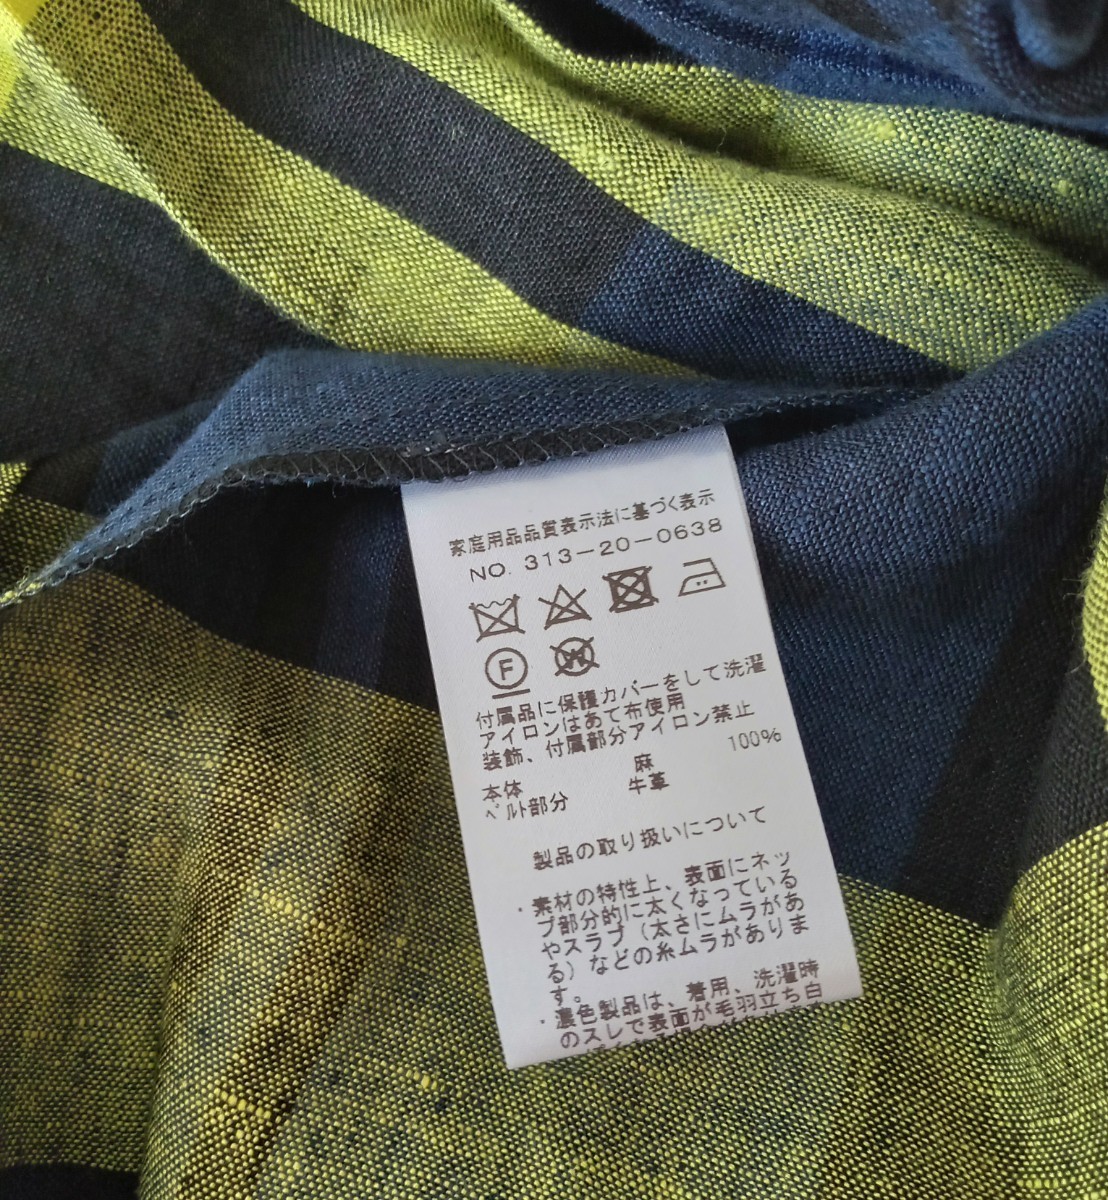 家庭用品品質表示法に基づく表示
NO. 313-20-0638
F
W
付属品に保護カバーをして洗濯
アイロンはあて布使用
装飾、付属部分アイロン禁止
本体 麻 100%
ベルト部分 牛革
製品の取り扱いについて
・素材の特性上、表面にネッ
プ部分的に太くなっている
やスラブ(太さにムラがあ
る)などの糸ムラがありま
す。
・濃色製品は、着用、洗濯時
のスレで表面が毛羽立ち白